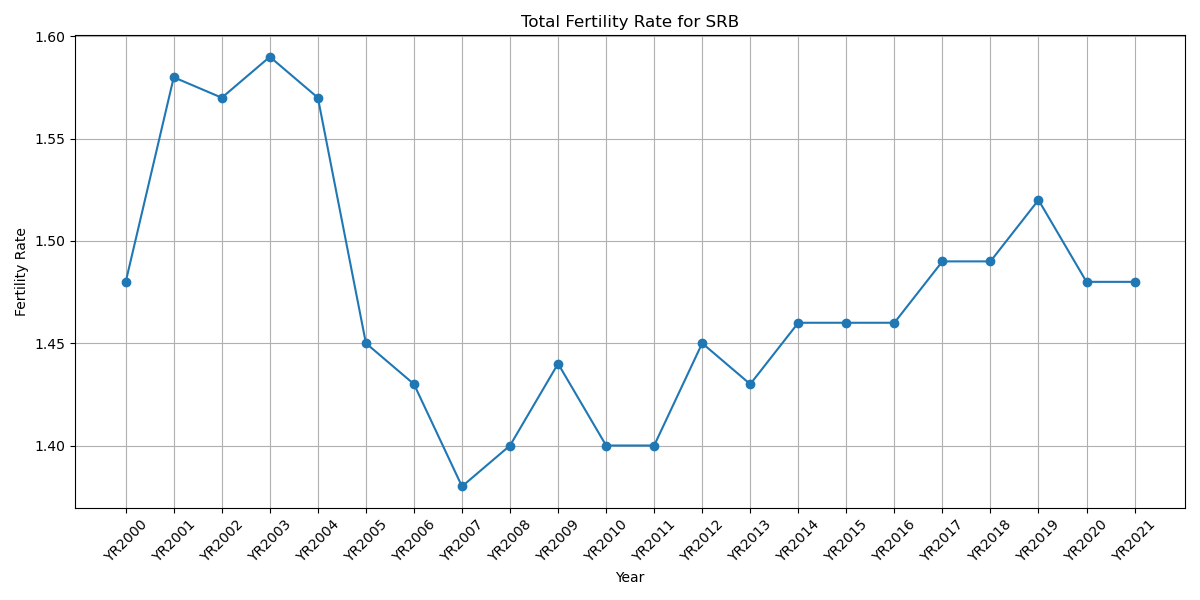 Total Fertility Rate for SRB
1.60
1.55
1.50
1.45
1.40
Fertility Rate
YR2000
YR2001
YR2002
YR2003
YR2004
YR2005
YR2006
YR2007
YR2008
YR2009
YR2010
YR2011
YR2012
YR2013
YR2014
YR2015
YR2016
YR2017
YR2018
YR2019
YR2020
YR2021
Year